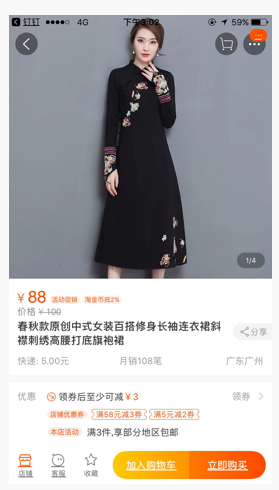 钉钉 ●●●●○ 4G 下午3:02 59%
1/4
¥ 88 活动促销 淘金币抵2%
价格 ¥ 100
春秋款原创中式女装百搭修身长袖连衣裙斜
襟刺绣高腰打底旗袍裙
分享
快递: 5.00元 月销108笔 广东广州
优惠 领券后至少可减 ¥ 3 领券
店铺优惠券 满58元减3券 满5元减2券
本店活动 满3件,享部分地区包邮
店铺 客服 收藏 加入购物车 立即购买